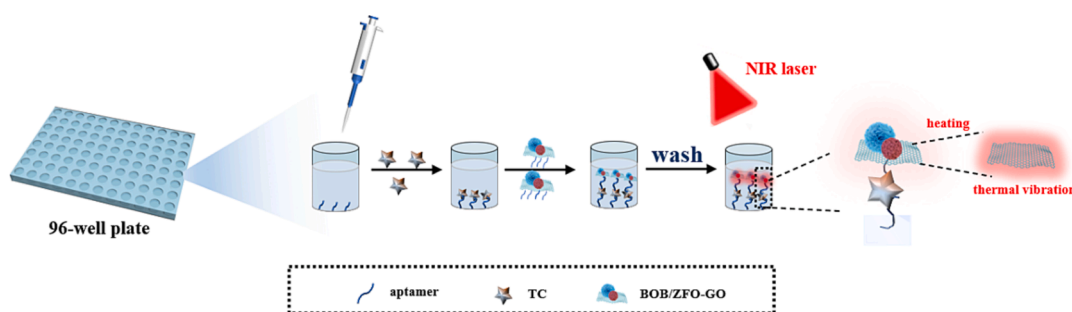 NIR laser
heating
wash
thermal vibration
96-well plate
aptamer
TC
BOB/ZFO-GO